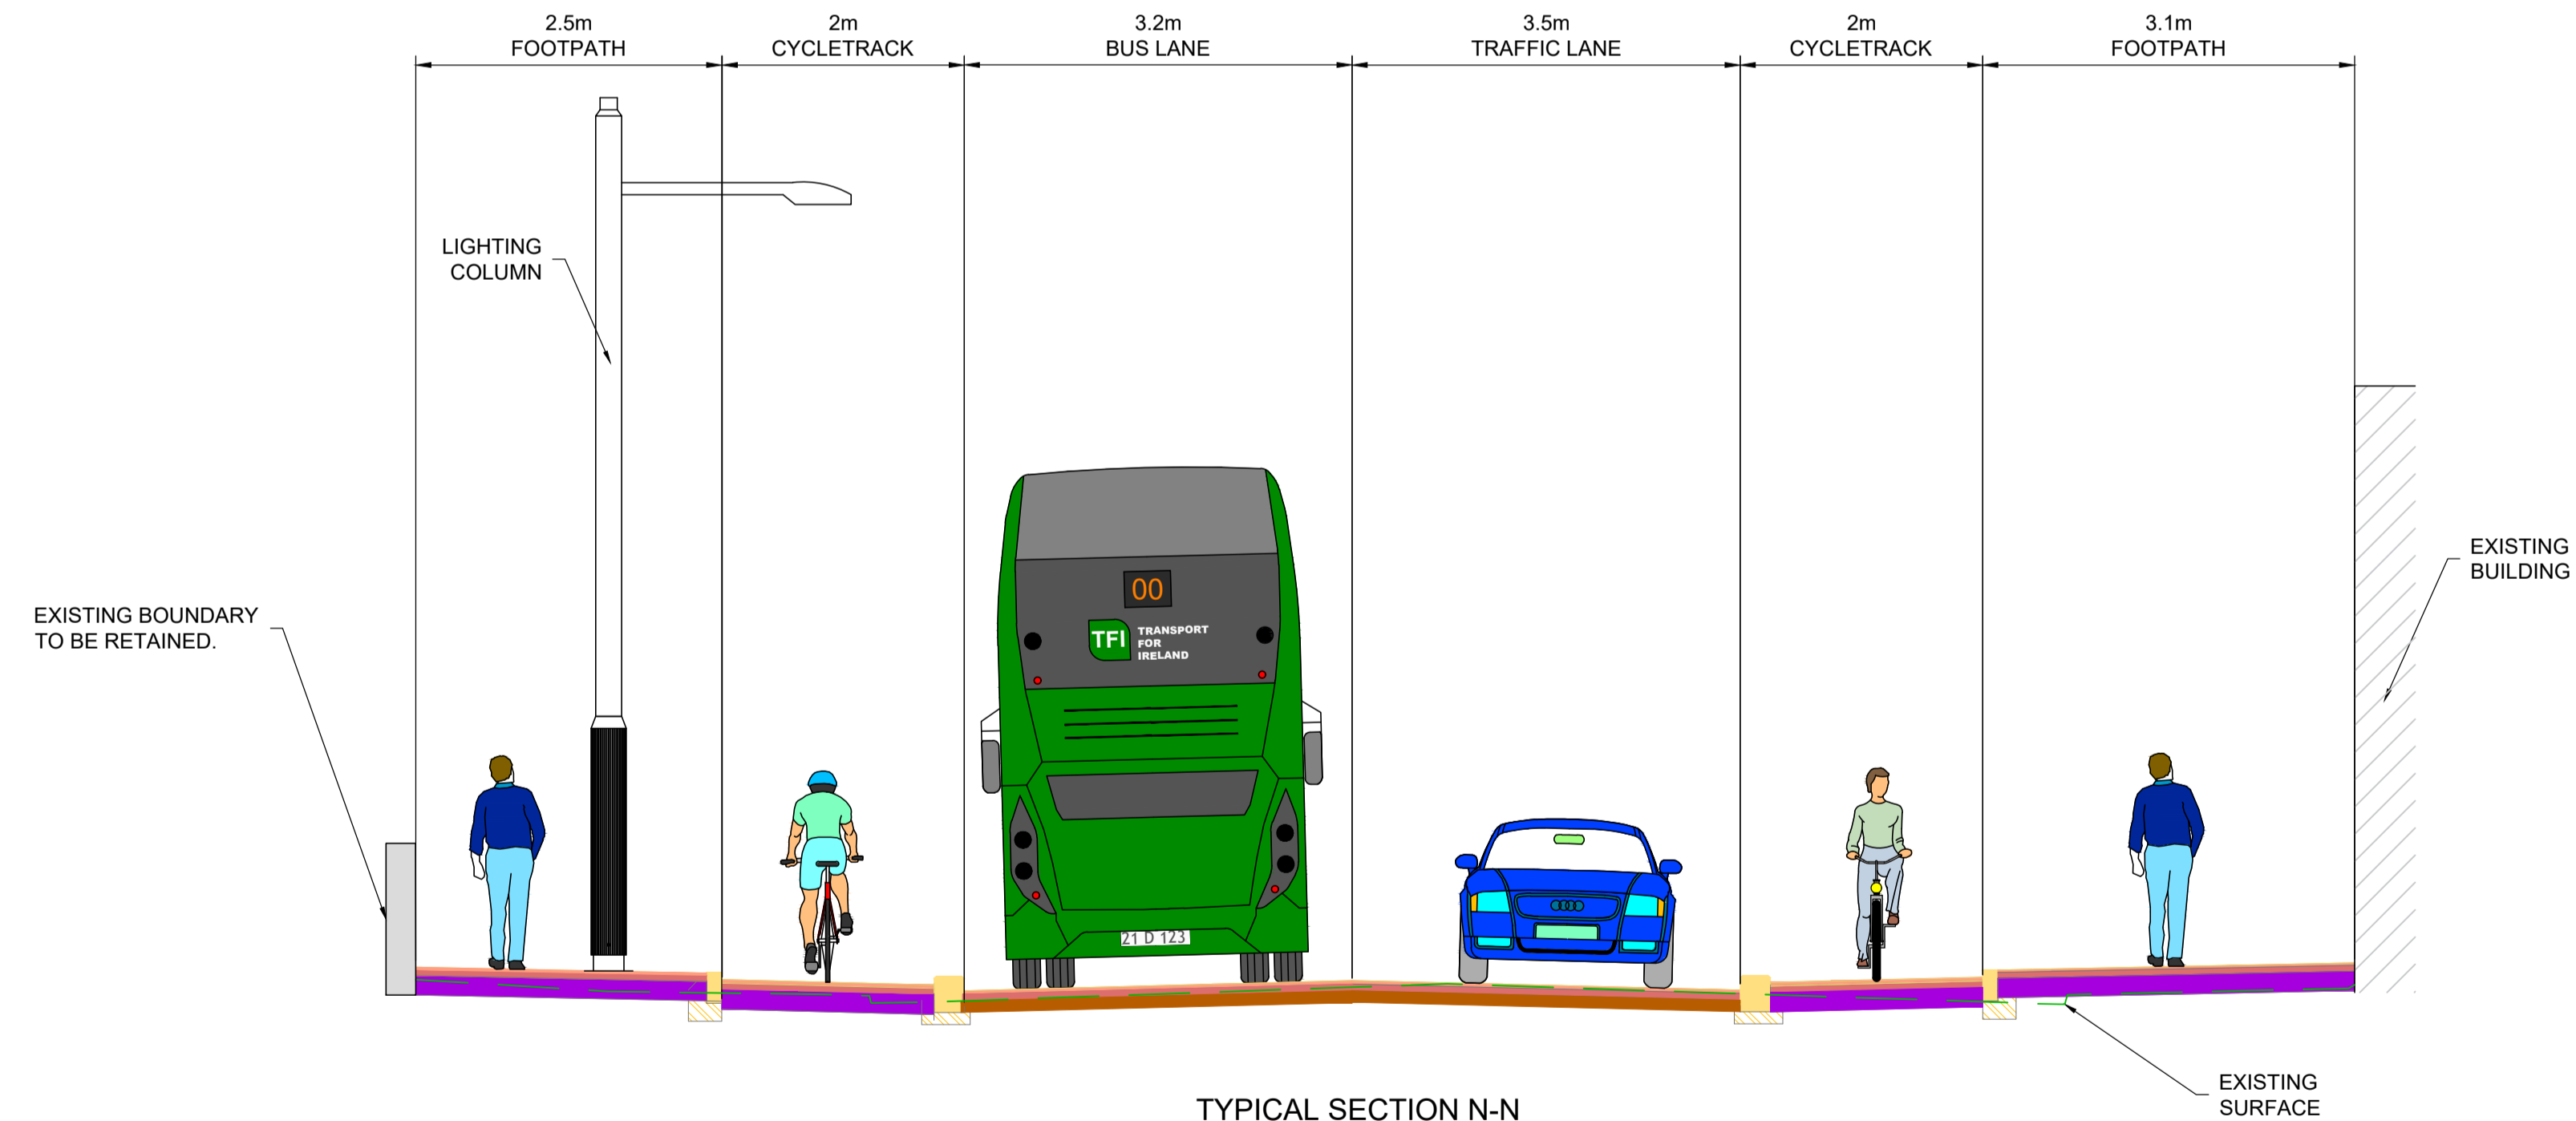 2.5m
FOOTPATH
2m
CYCLETRACK
3.2m
BUS LANE
3.5m
TRAFFIC LANE
2m
CYCLETRACK
3.1m
FOOTPATH
LIGHTING
COLUMN
EXISTING
BUILDING
00
EXISTING BOUNDARY
TO BE RETAINED.
TFI
TRANSPORT
FOR
IRELAND
21 D 123
EXISTING
SURFACE
TYPICAL SECTION N-N